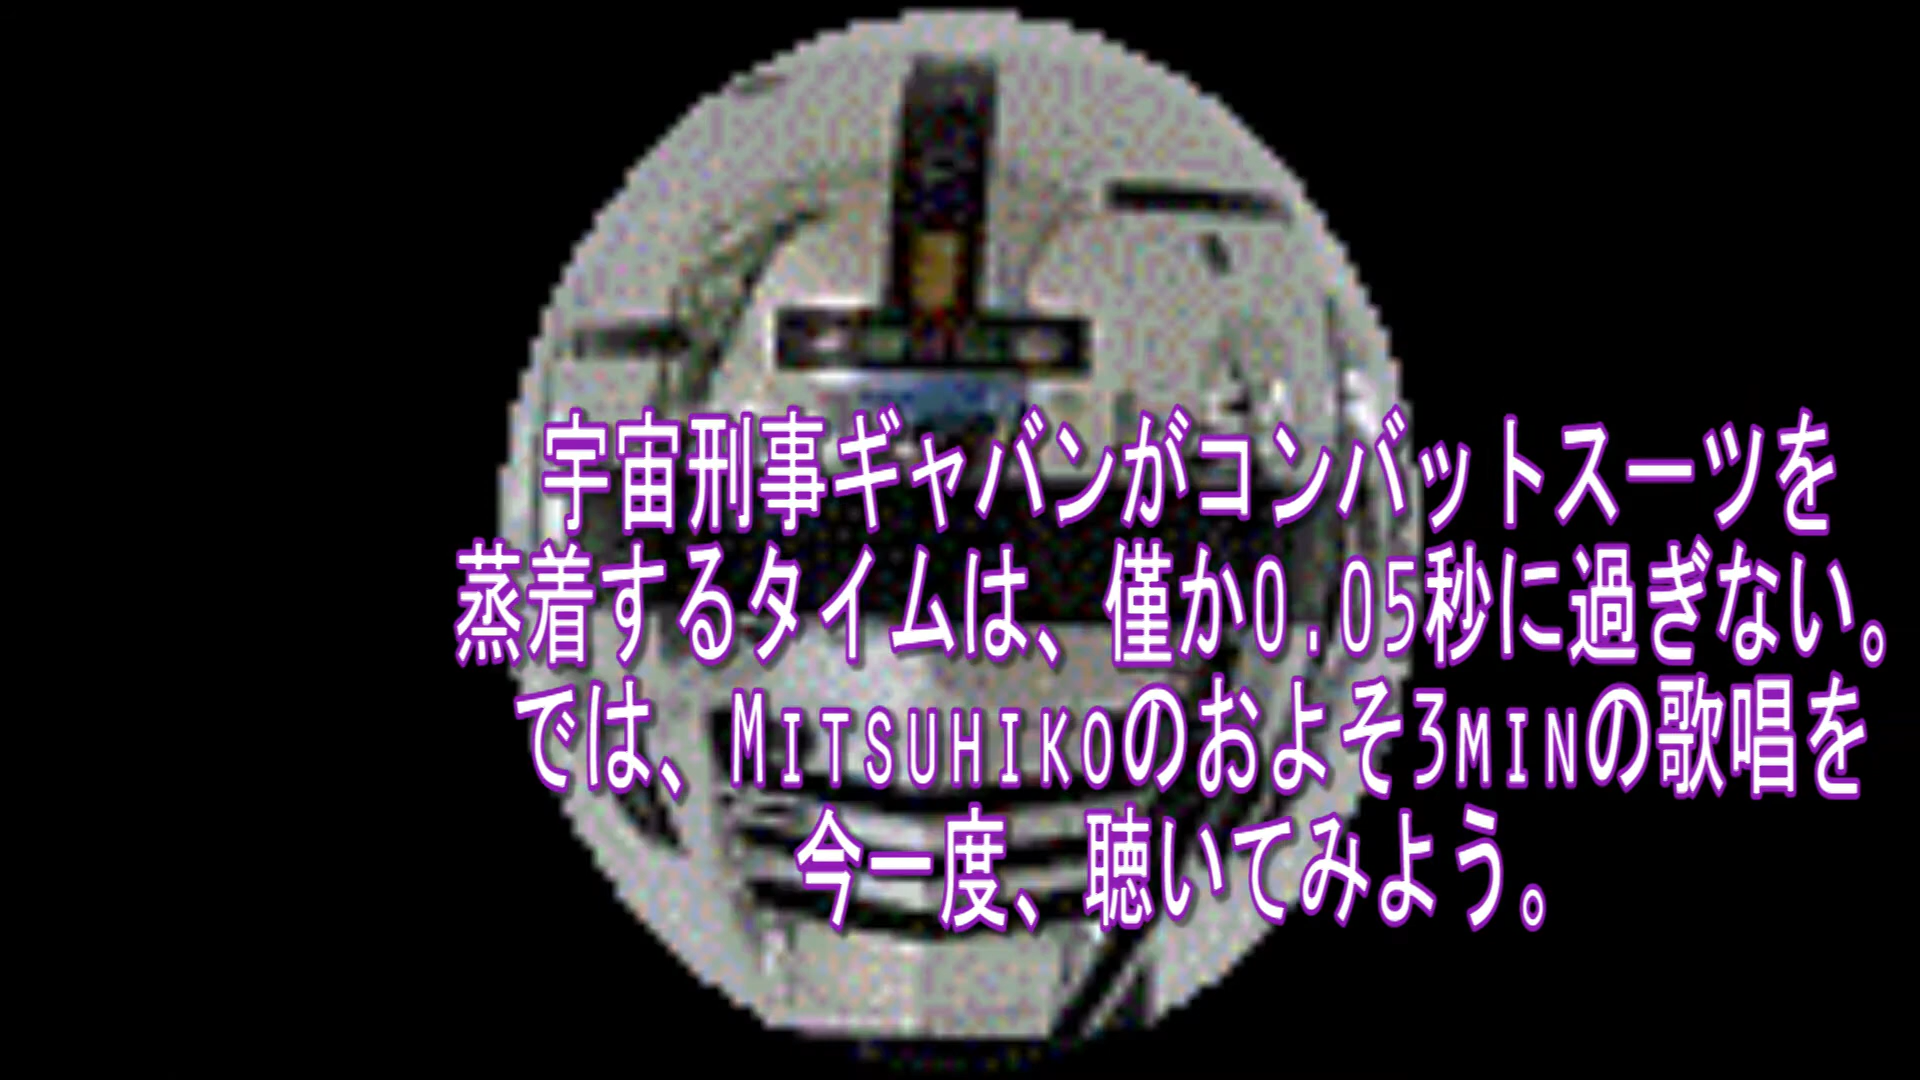 宇宙刑事ギャバンがコンバットスーツを
蒸着するタイムは、僅か0.05秒に過ぎない。
では、Mitsuhikoのおよそ3minの歌唱を
今一度、聴いてみよう。